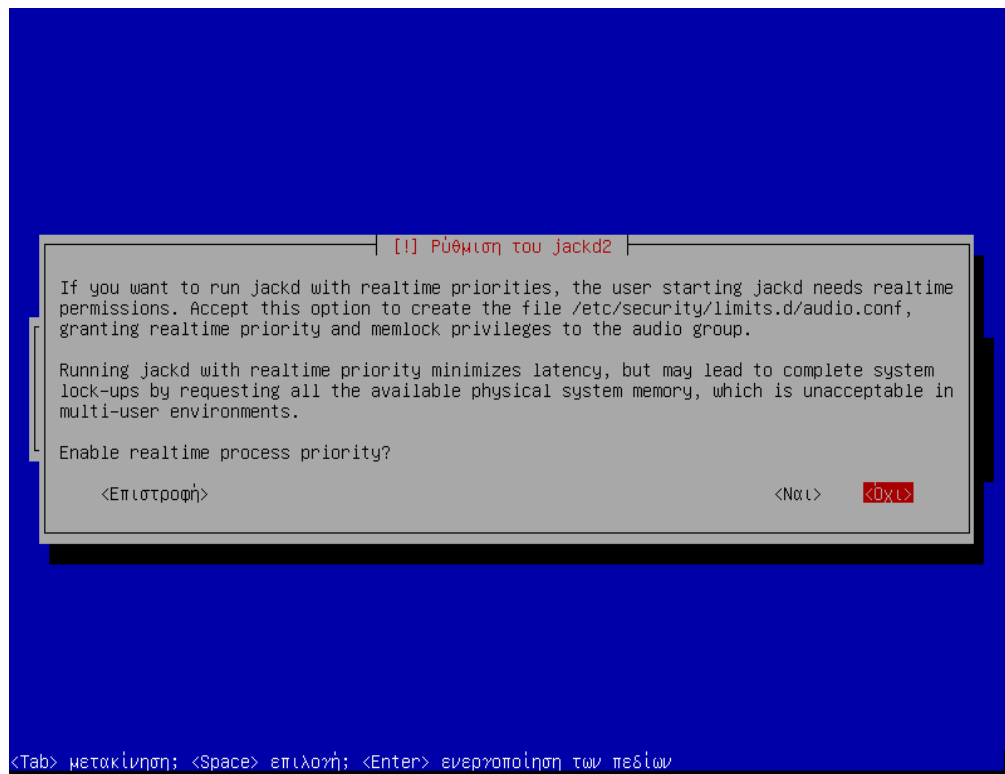 [!] Ρύθμιση του jackd2
If you want to run jackd with realtime priorities, the user starting jackd needs realtime
permissions. Accept this option to create the file /etc/security/limits.d/audio.conf,
granting realtime priority and memlock privileges to the audio group.
Running jackd with realtime priority minimizes latency, but may lead to complete system
lock-ups by requesting all the available physical system memory, which is unacceptable in
multi-user environments.
Enable realtime process priority?
<Επιστροφή> <Ναι> <Όχι>
<Tab> μετακίνηση; <Space> επιλογή; <Enter> ενεργοποίηση των πεδίων